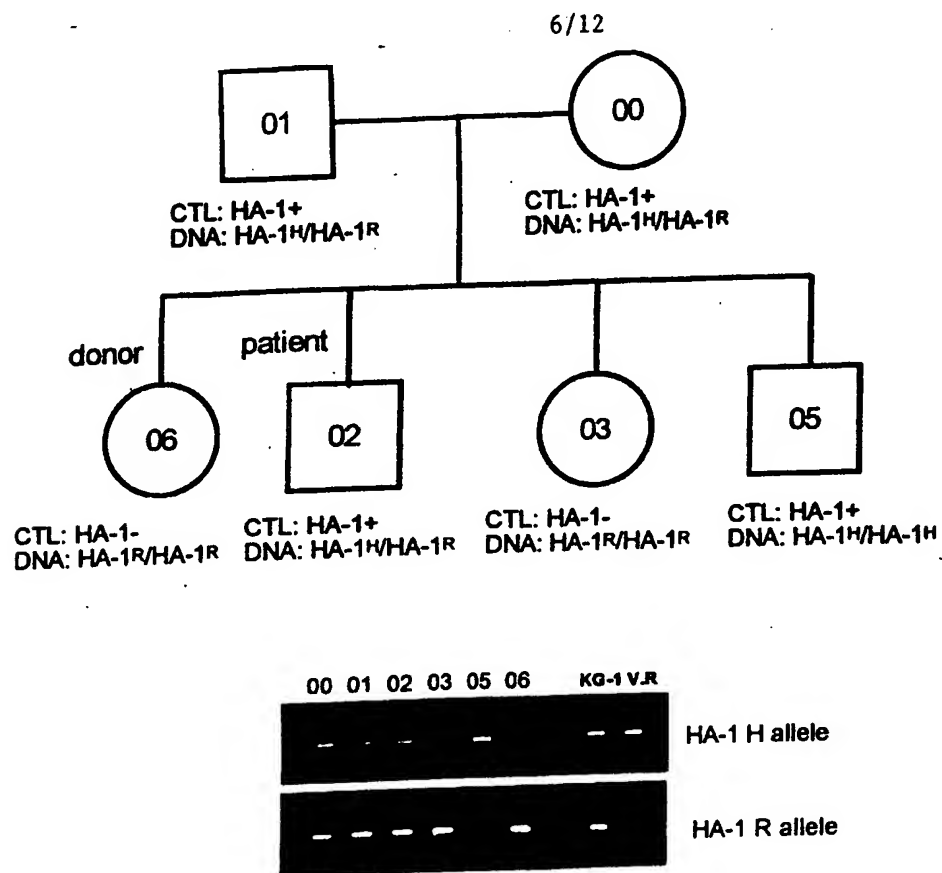 6/12
01
00
CTL: HA-1+
DNA: HA-1H/HA-1R
CTL: HA-1+
DNA: HA-1H/HA-1R
donor
patient
06
02
03
05
CTL: HA-1-
DNA: HA-1R/HA-1R
CTL: HA-1+
DNA: HA-1H/HA-1R
CTL: HA-1-
DNA: HA-1R/HA-1R
CTL: HA-1+
DNA: HA-1H/HA-1H
00 01 02 03 05 06 KG-1 V.R
HA-1 H allele
HA-1 R allele